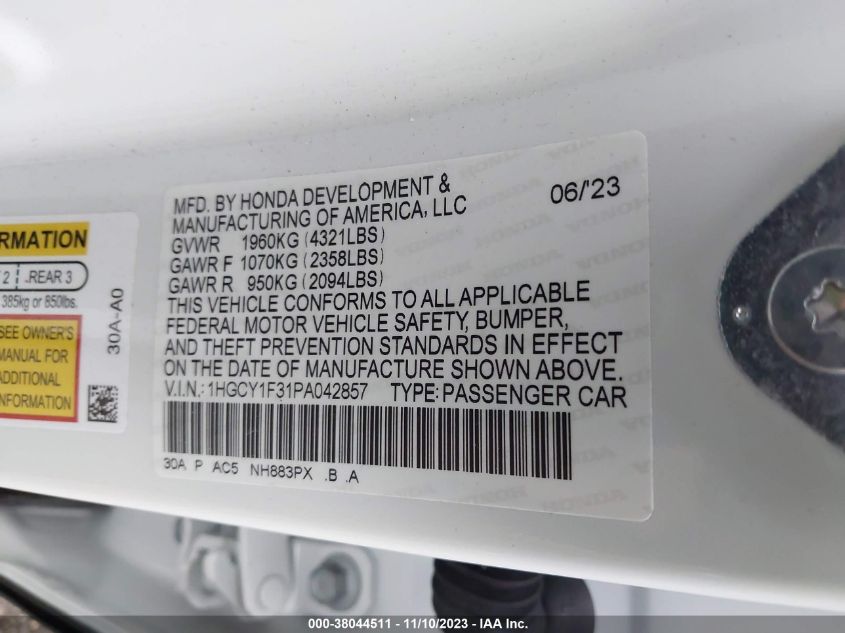 MFD. BY HONDA DEVELOPMENT & 06/'23
MANUFACTURING OF AMERICA, LLC
GVWR 1960KG (4321LBS)
GAWR F 1070KG (2358LBS)
GAWR R 950KG (2094LBS)
THIS VEHICLE CONFORMS TO ALL APPLICABLE
FEDERAL MOTOR VEHICLE SAFETY, BUMPER,
AND THEFT PREVENTION STANDARDS IN EFFECT
ON THE DATE OF MANUFACTURE SHOWN ABOVE.
V.I.N.: 1HGCY1F31PA042857 TYPE: PASSENGER CAR
30A P AC5 NH883PX .B .A
RMATION
2 .REAR 3
385kg or 850lbs.
SEE OWNER'S
MANUAL FOR
ADDITIONAL
INFORMATION
30A-A0
000-38044511 - 11/10/2023 - IAAI, Inc.